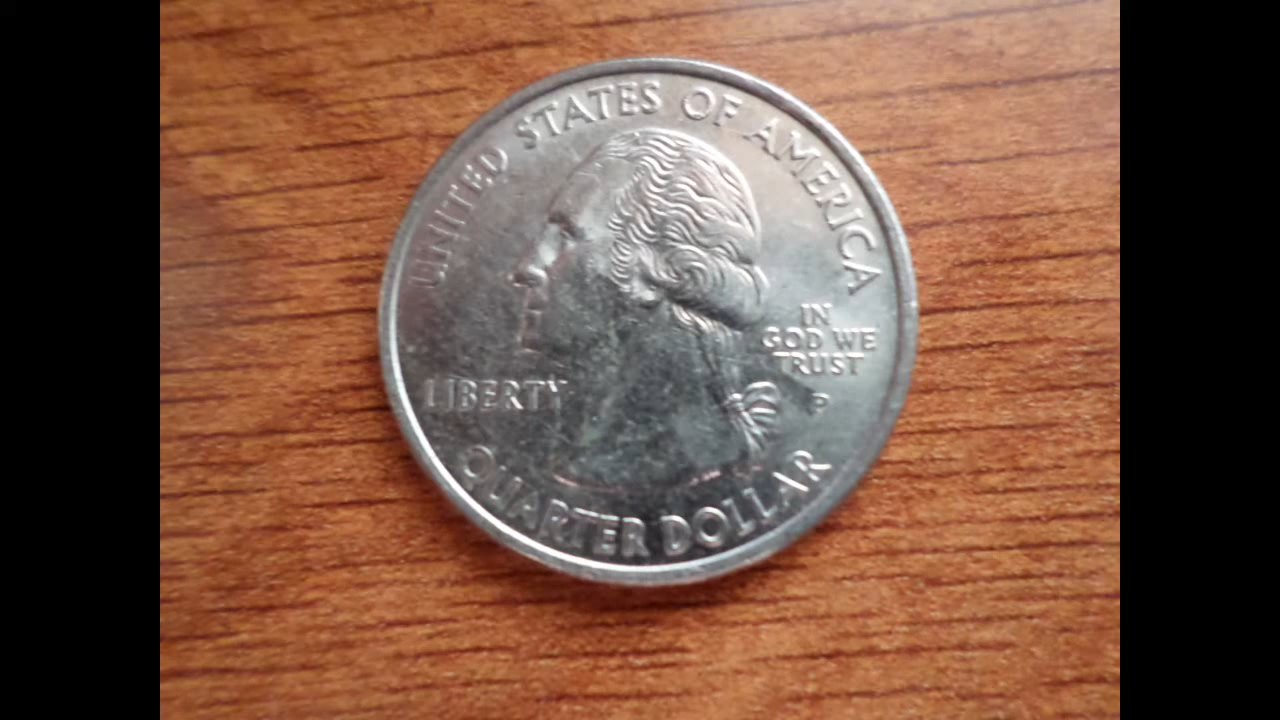 UNITED STATES OF AMERICA
LIBERTY
IN
GOD WE
TRUST
P
QUARTER DOLLAR